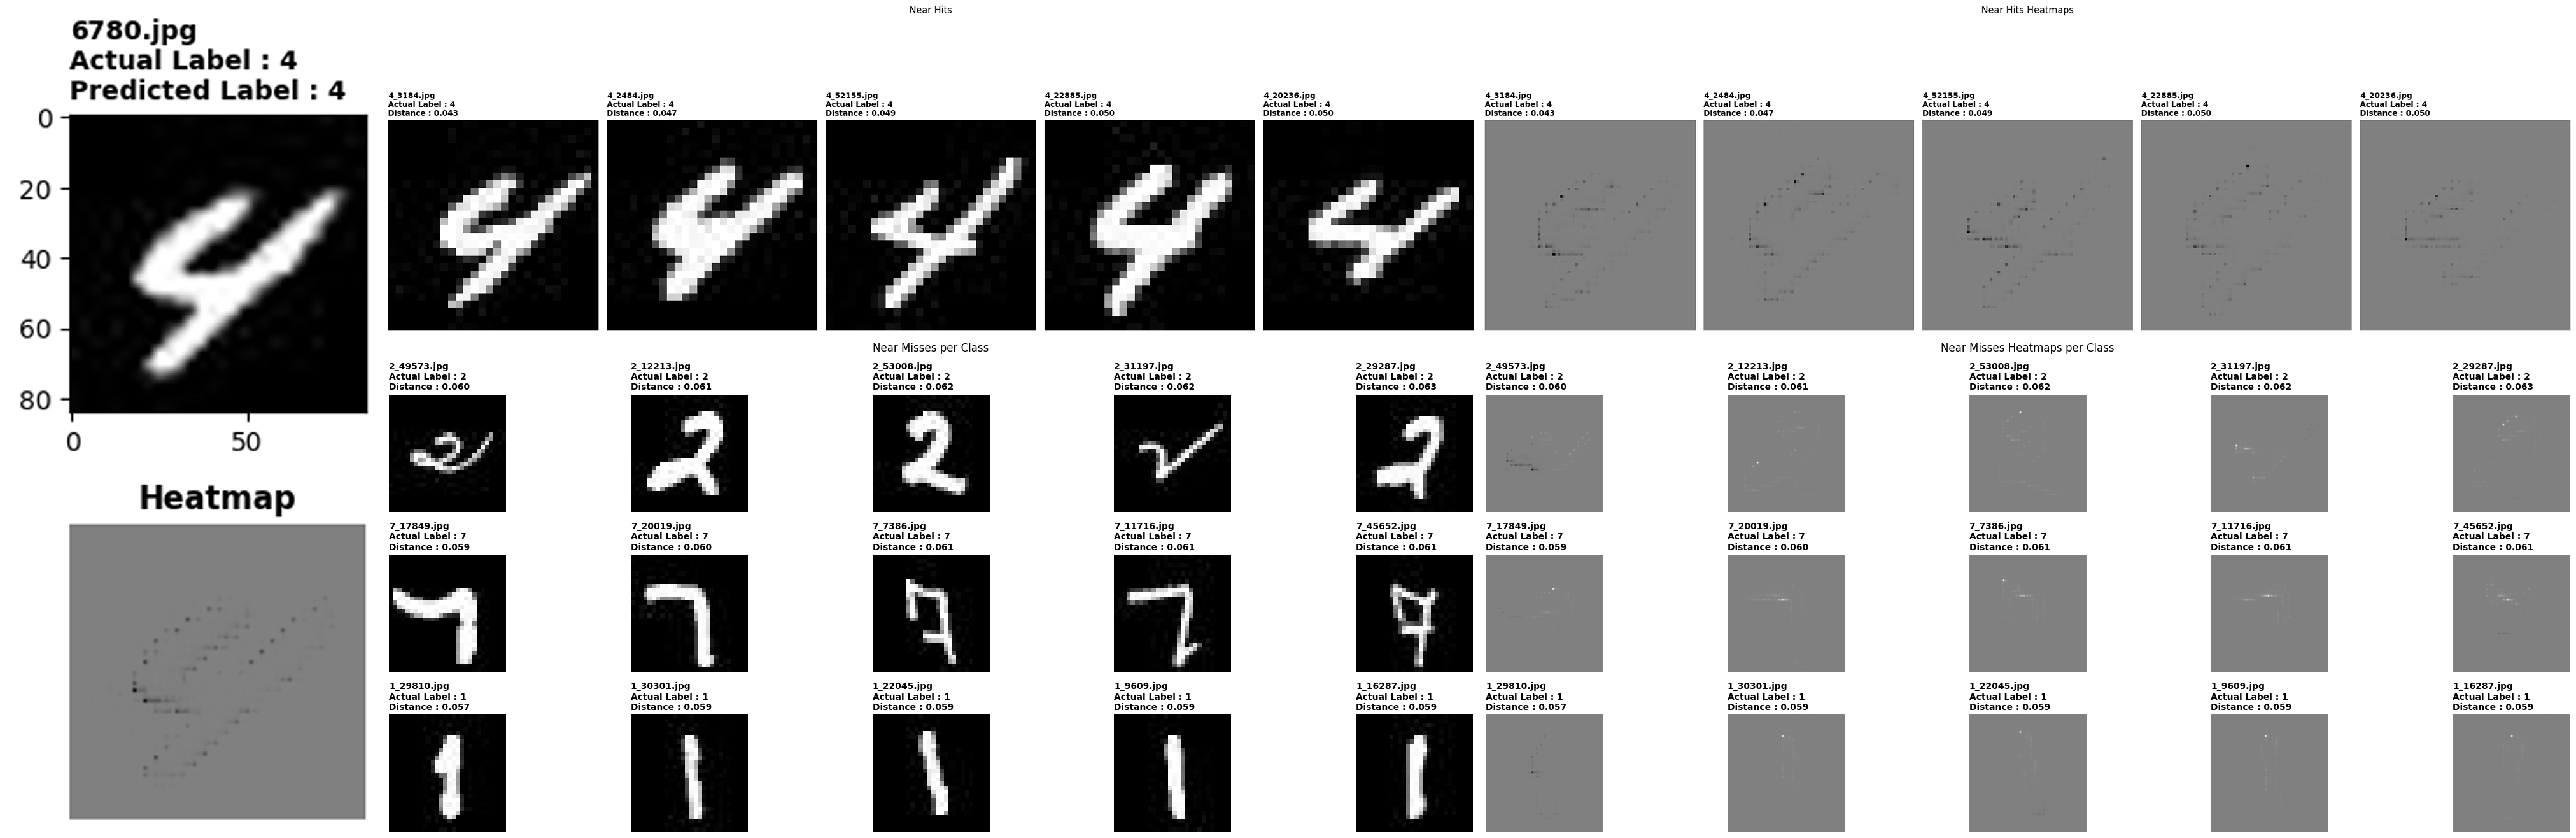 6780.jpg
Actual Label : 4
Predicted Label : 4
0
20
40
60
80
0 50
Heatmap
Near Hits
4_3184.jpg 4_2484.jpg 4_52155.jpg 4_22885.jpg 4_20236.jpg
Actual Label : 4 Actual Label : 4 Actual Label : 4 Actual Label : 4 Actual Label : 4
Distance : 0.043 Distance : 0.047 Distance : 0.049 Distance : 0.050 Distance : 0.050
Near Hits Heatmaps
4_3184.jpg 4_2484.jpg 4_52155.jpg 4_22885.jpg 4_20236.jpg
Actual Label : 4 Actual Label : 4 Actual Label : 4 Actual Label : 4 Actual Label : 4
Distance : 0.043 Distance : 0.047 Distance : 0.049 Distance : 0.050 Distance : 0.050
Near Misses per Class
2_49573.jpg 2_12213.jpg 2_53008.jpg 2_31197.jpg 2_29287.jpg
Actual Label : 2 Actual Label : 2 Actual Label : 2 Actual Label : 2 Actual Label : 2
Distance : 0.060 Distance : 0.061 Distance : 0.062 Distance : 0.062 Distance : 0.063
7_17849.jpg 7_20019.jpg 7_7386.jpg 7_11716.jpg 7_45652.jpg
Actual Label : 7 Actual Label : 7 Actual Label : 7 Actual Label : 7 Actual Label : 7
Distance : 0.059 Distance : 0.060 Distance : 0.061 Distance : 0.061 Distance : 0.061
1_29810.jpg 1_30301.jpg 1_22045.jpg 1_9609.jpg 1_16287.jpg
Actual Label : 1 Actual Label : 1 Actual Label : 1 Actual Label : 1 Actual Label : 1
Distance : 0.057 Distance : 0.059 Distance : 0.059 Distance : 0.059 Distance : 0.059
Near Misses Heatmaps per Class
2_49573.jpg 2_12213.jpg 2_53008.jpg 2_31197.jpg 2_29287.jpg
Actual Label : 2 Actual Label : 2 Actual Label : 2 Actual Label : 2 Actual Label : 2
Distance : 0.060 Distance : 0.061 Distance : 0.062 Distance : 0.062 Distance : 0.063
7_17849.jpg 7_20019.jpg 7_7386.jpg 7_11716.jpg 7_45652.jpg
Actual Label : 7 Actual Label : 7 Actual Label : 7 Actual Label : 7 Actual Label : 7
Distance : 0.059 Distance : 0.060 Distance : 0.061 Distance : 0.061 Distance : 0.061
1_29810.jpg 1_30301.jpg 1_22045.jpg 1_9609.jpg 1_16287.jpg
Actual Label : 1 Actual Label : 1 Actual Label : 1 Actual Label : 1 Actual Label : 1
Distance : 0.057 Distance : 0.059 Distance : 0.059 Distance : 0.059 Distance : 0.059